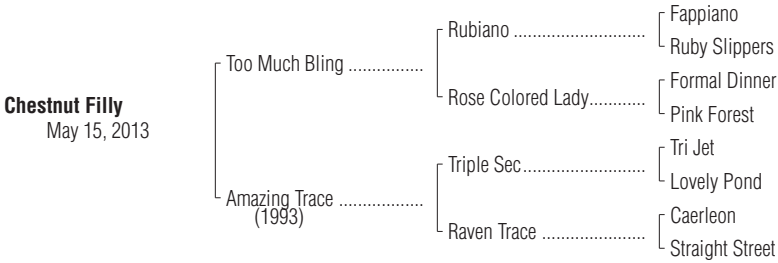 Fappiano
Rubiano ............................
Ruby Slippers
Too Much Bling ................
Formal Dinner
Rose Colored Lady............
Pink Forest
Chestnut Filly
May 15, 2013
Tri Jet
Triple Sec..........................
Lovely Pond
Amazing Trace ..................
(1993)
Caerleon
Raven Trace ......................
Straight Street